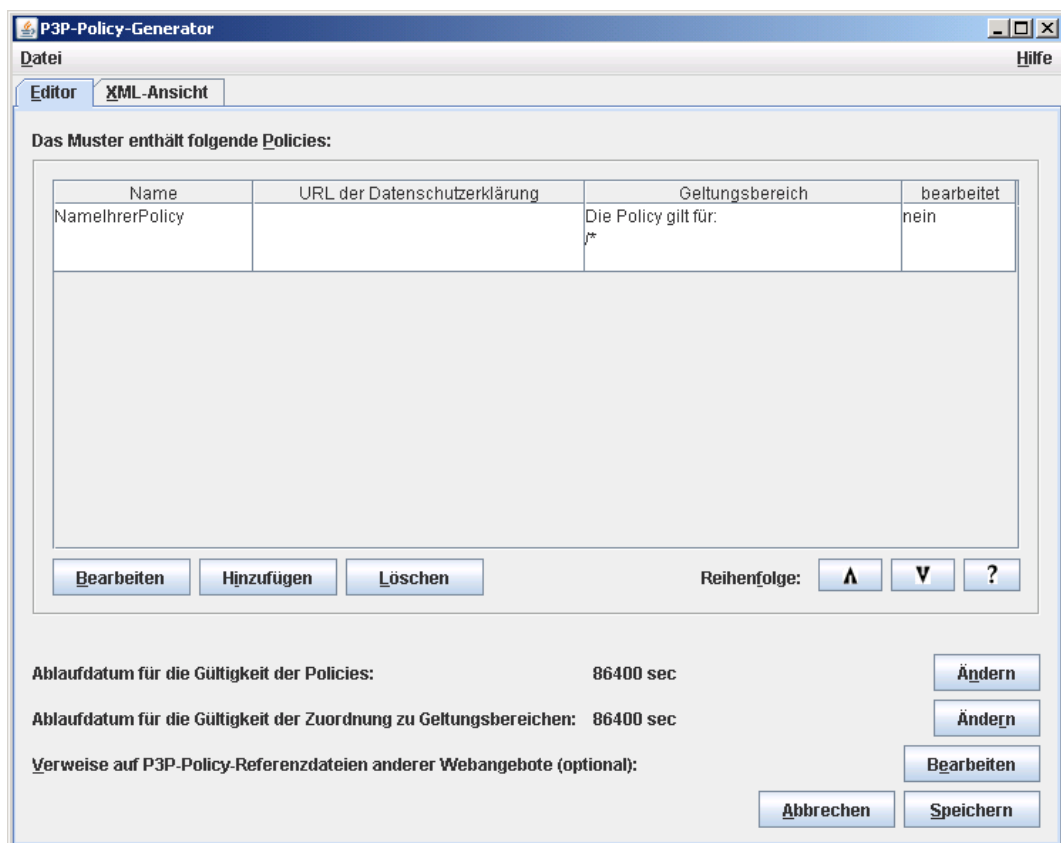 P3P-Policy-Generator
Datei Hilfe
Editor XML-Ansicht
Das Muster enthält folgende Policies:
Name URL der Datenschutzerklärung Geltungsbereich bearbeitet
NameIhrerPolicy Die Policy gilt für: nein
/*
Bearbeiten Hinzufügen Löschen Reihenfolge: Λ V ?
Ablaufdatum für die Gültigkeit der Policies: 86400 sec Ändern
Ablaufdatum für die Gültigkeit der Zuordnung zu Geltungsbereichen: 86400 sec Ändern
Verweise auf P3P-Policy-Referenzdateien anderer Webangebote (optional): Bearbeiten
Abbrechen Speichern